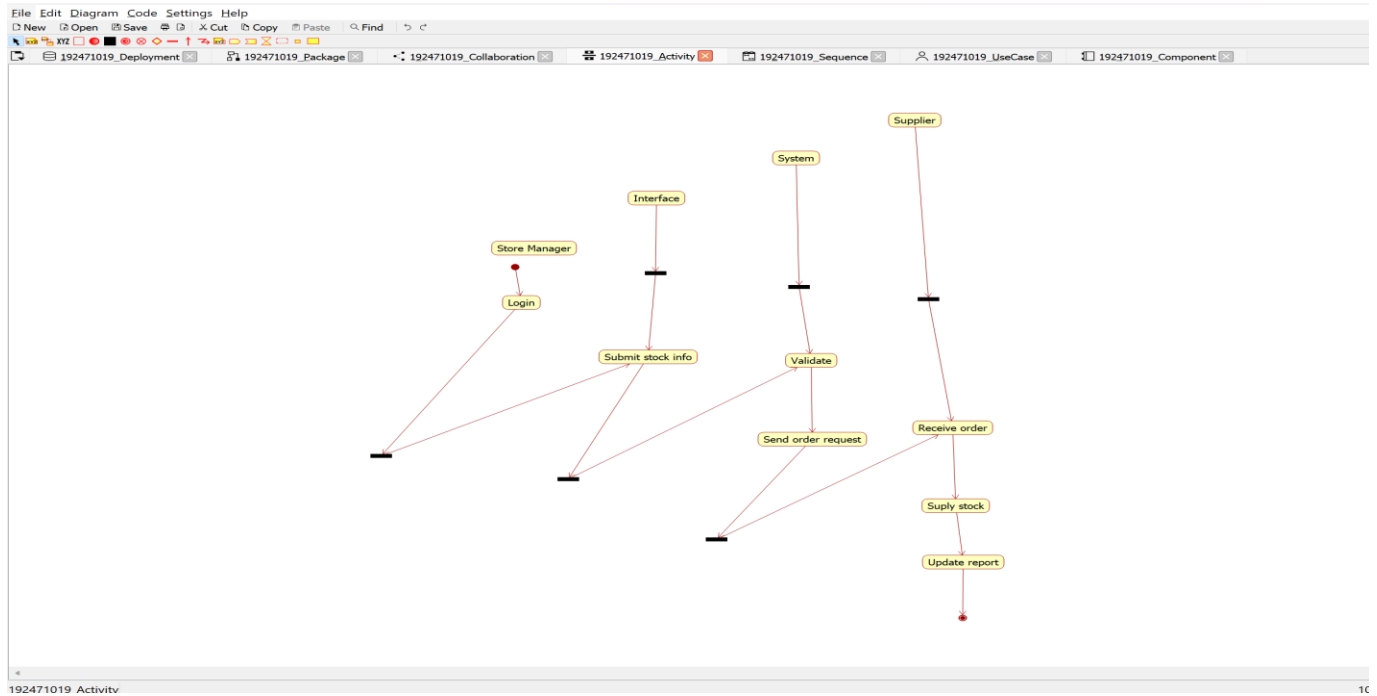 File Edit Diagram Code Settings Help
New Open Save Cut Copy Paste Find
XYZ
192471019_Deployment 192471019_Package 192471019_Collaboration 192471019_Activity 192471019_Sequence 192471019_UseCase 192471019_Component
Supplier
System
Interface
Store Manager
Login
Submit stock info
Validate
Receive order
Send order request
Suply stock
Update report
192471019_Activity
10